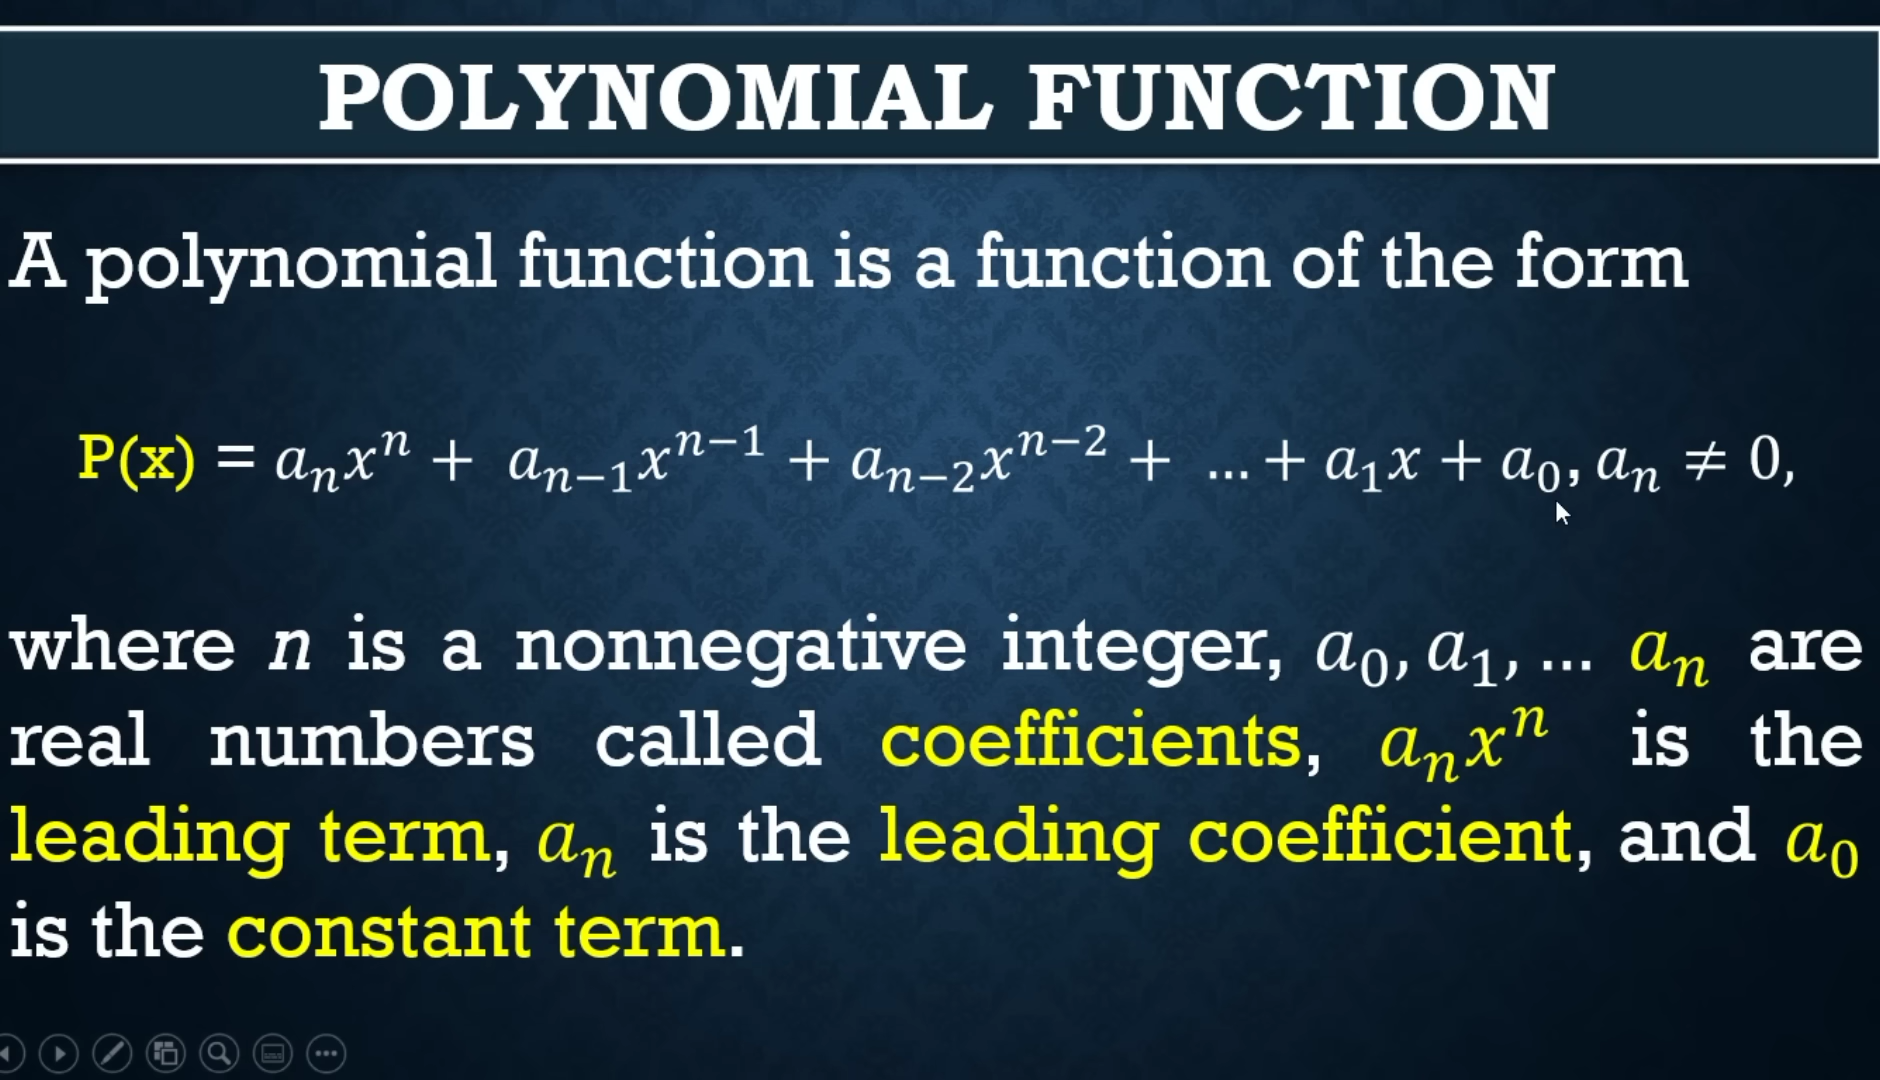 POLYNOMIAL FUNCTION
A polynomial function is a function of the form
P(x) = aₙxⁿ + aₙ₋₁xⁿ⁻¹ + aₙ₋₂xⁿ⁻² + … + a₁x + a₀, aₙ ≠ 0,
where n is a nonnegative integer, a₀, a₁, … aₙ are
real numbers called coefficients, aₙxⁿ is the
leading term, aₙ is the leading coefficient, and a₀
is the constant term.